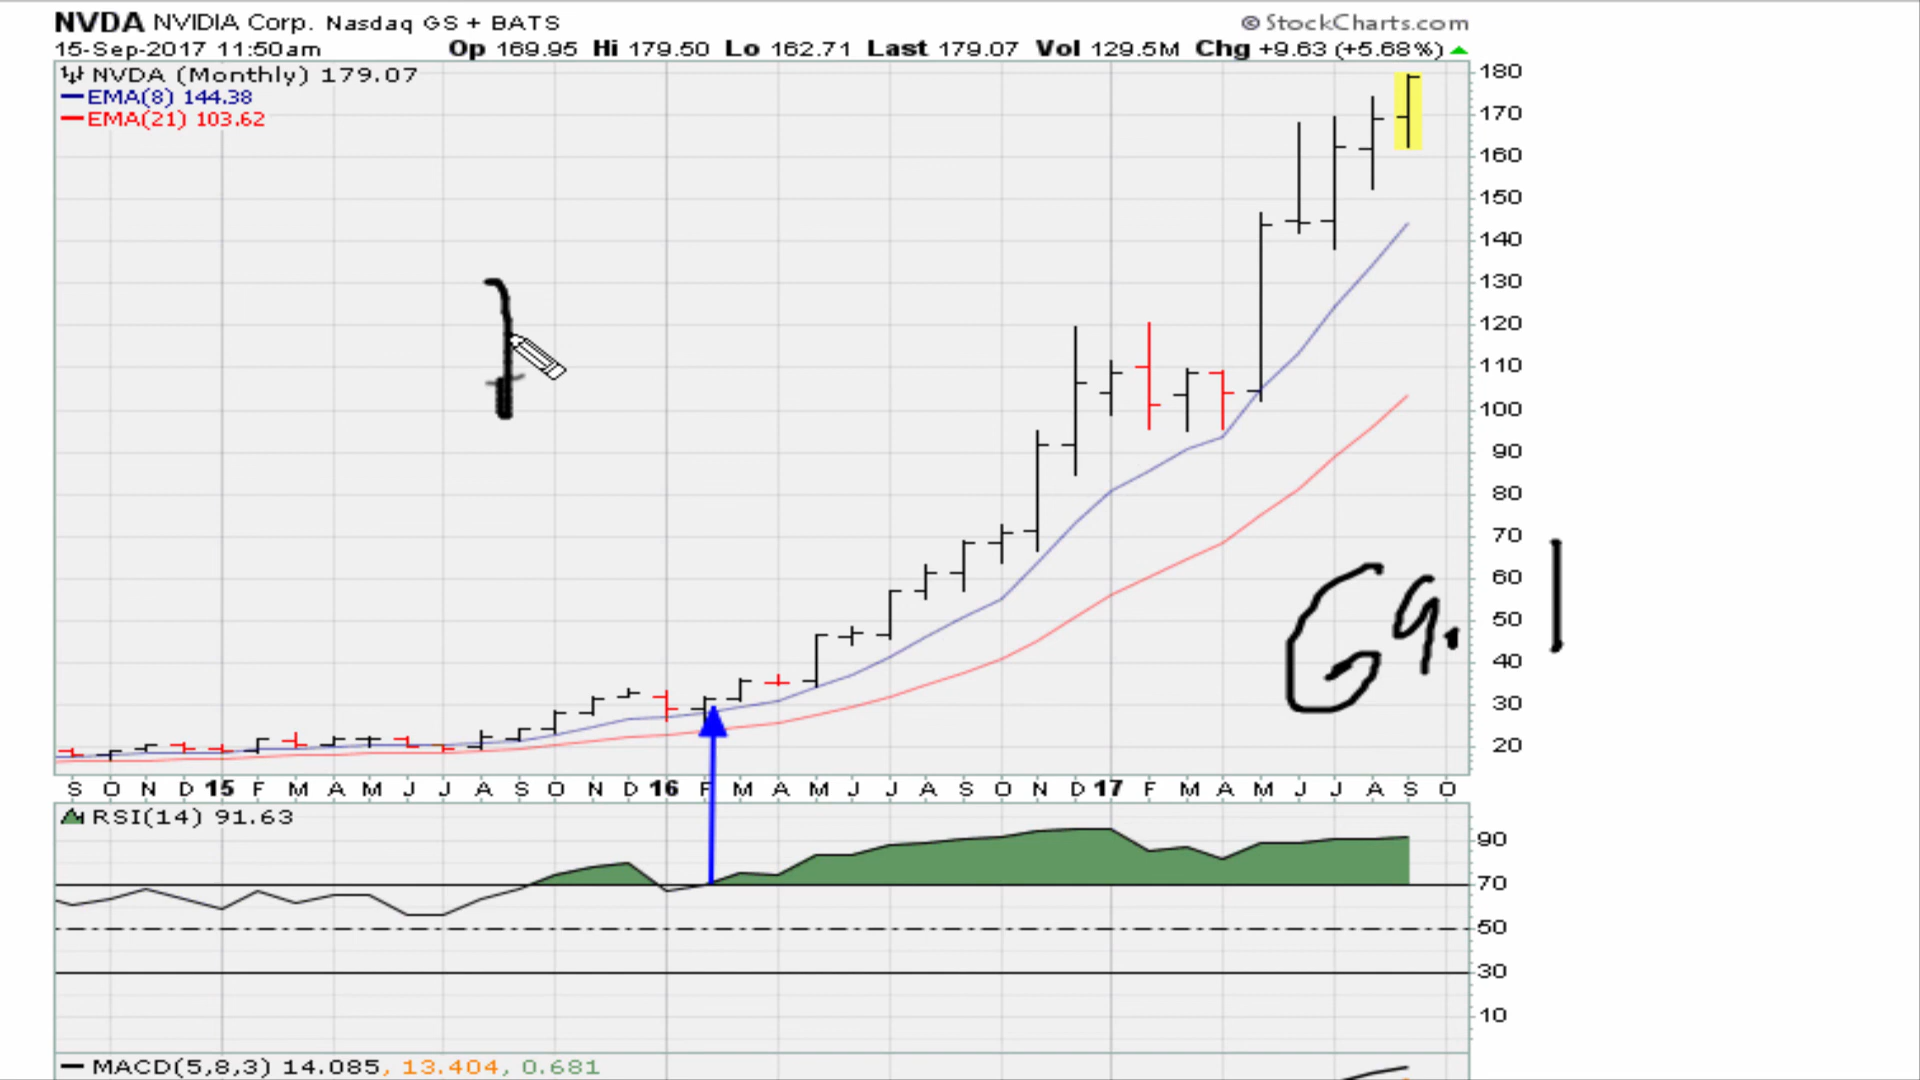 NVDA NVIDIA Corp. Nasdaq GS + BATS © StockCharts.com
15-Sep-2017 11:50am Op 169.95 Hi 179.50 Lo 162.71 Last 179.07 Vol 129.5M Chg +9.63 (+5.68%)
NVDA (Monthly) 179.07
EMA(8) 144.38
EMA(21) 103.62
180
170
160
150
140
130
120
110
100
90
80
70
60
50
40
30
20
69.
S O N D 15 F M A M J J A S O N D 16 F M A M J J A S O N D 17 F M A M J J A S O
RSI(14) 91.63
90
70
50
30
10
MACD(5,8,3) 14.085, 13.404, 0.681